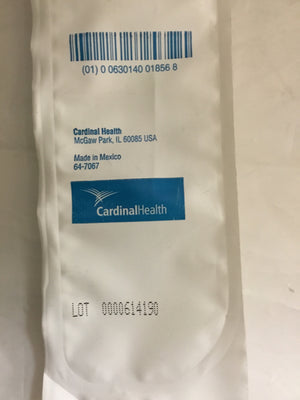 (01) 0 0630140 01856 8
Cardinal Health
McGaw Park, IL 60085 USA
Made in Mexico
64-7067
CardinalHealth
LOT 0000614190